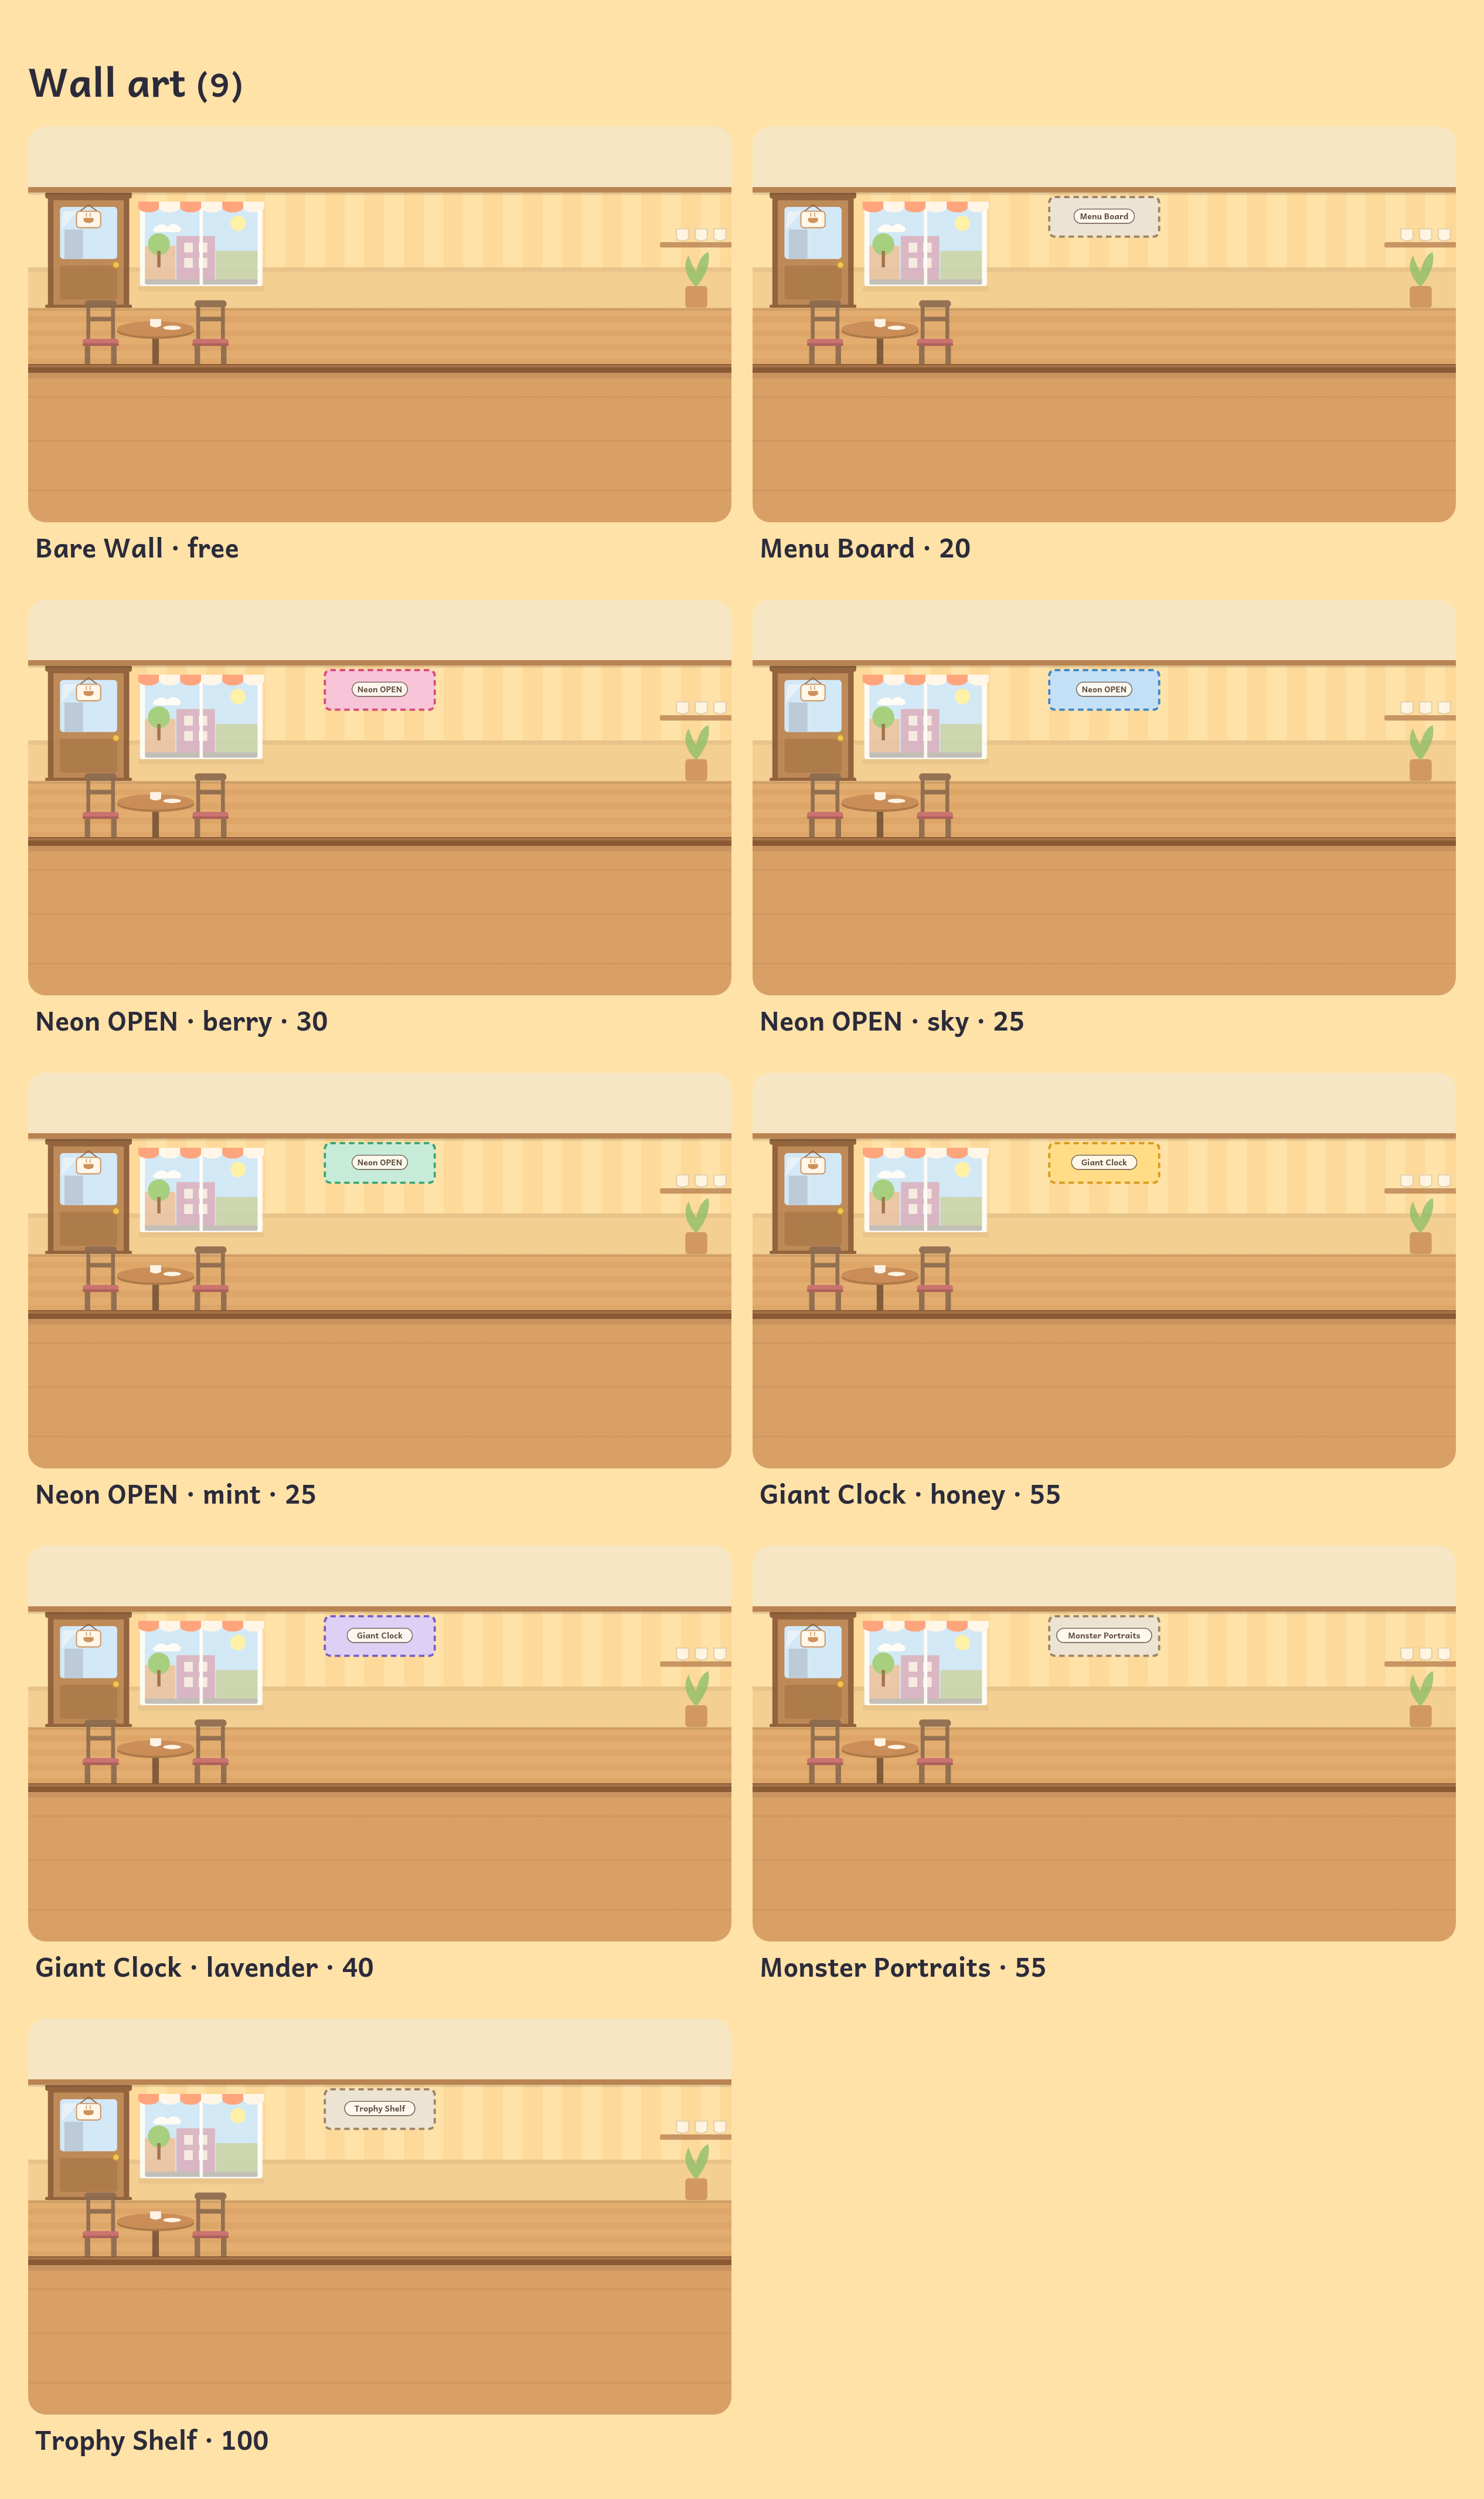 Wall art (9)
Bare Wall · free
Menu Board
Menu Board · 20
Neon OPEN
Neon OPEN · berry · 30
Neon OPEN
Neon OPEN · sky · 25
Neon OPEN
Neon OPEN · mint · 25
Giant Clock
Giant Clock · honey · 55
Giant Clock
Giant Clock · lavender · 40
Monster Portraits
Monster Portraits · 55
Trophy Shelf
Trophy Shelf · 100